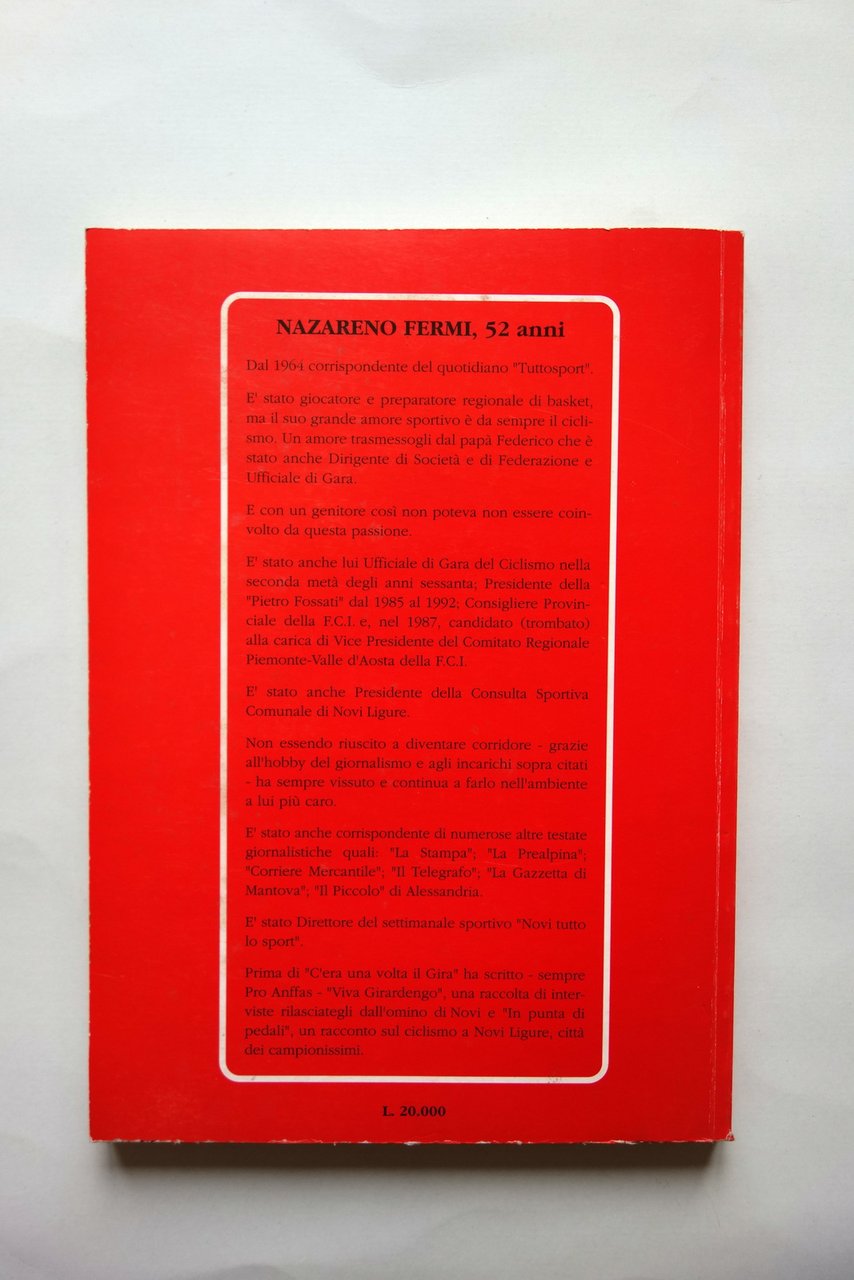 NAZARENO FERMI, 52 anni
Dal 1964 corrispondente del quotidiano "Tuttosport".
E' stato giocatore e preparatore regionale di basket,
ma il suo grande amore sportivo è da sempre il cicli-
smo. Un amore trasmessogli dal papà Federico che è
stato anche Dirigente di Società e di Federazione e
Ufficiale di Gara.
E con un genitore così non poteva non essere coin-
volto da questa passione.
E' stato anche lui Ufficiale di Gara del Ciclismo nella
seconda metà degli anni sessanta; Presidente della
"Pietro Fossati" dal 1985 al 1992; Consigliere Provin-
ciale della F.C.I. e, nel 1987, candidato (trombato)
alla carica di Vice Presidente del Comitato Regionale
Piemonte-Valle d'Aosta della F.C.I.
E' stato anche Presidente della Consulta Sportiva
Comunale di Novi Ligure.
Non essendo riuscito a diventare corridore - grazie
all'hobby del giornalismo e agli incarichi sopra citati
- ha sempre vissuto e continua a farlo nell'ambiente
a lui più caro.
E' stato anche corrispondente di numerose altre testate
giornalistiche quali: "La Stampa"; "La Prealpina";
"Corriere Mercantile"; "Il Telegrafo"; "La Gazzetta di
Mantova"; "Il Piccolo" di Alessandria.
E' stato Direttore del settimanale sportivo "Novi tutto
lo sport".
Prima di "C'era una volta il Gira" ha scritto - sempre
Pro Anffas - "Viva Girardengo", una raccolta di inter-
viste rilasciategli dall'omino di Novi e "In punta di
pedali", un racconto sul ciclismo a Novi Ligure, città
dei campionissimi.
L. 20.000